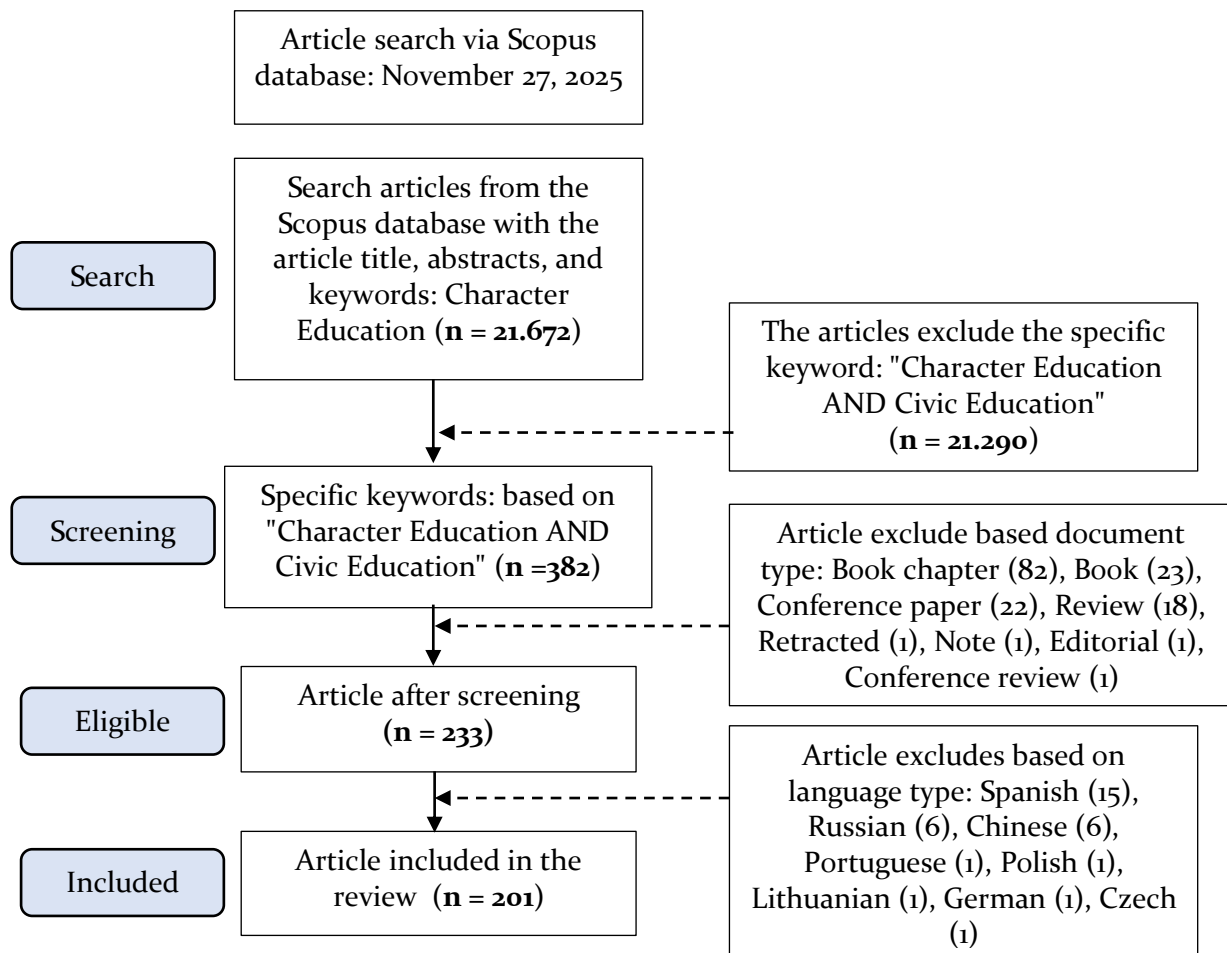 Article search via Scopus
database: November 27, 2025
Search articles from the
Scopus database with the
article title, abstracts, and
keywords: Character
Education (n = 21.672)
Search
The articles exclude the specific
keyword: "Character Education
AND Civic Education"
(n = 21.290)
Screening
Specific keywords: based on
"Character Education AND
Civic Education" (n =382)
Article exclude based document
type: Book chapter (82), Book (23),
Conference paper (22), Review (18),
Retracted (1), Note (1), Editorial (1),
Conference review (1)
Eligible
Article after screening
(n = 233)
Article excludes based on
language type: Spanish (15),
Russian (6), Chinese (6),
Portuguese (1), Polish (1),
Lithuanian (1), German (1), Czech
(1)
Included
Article included in the
review (n = 201)